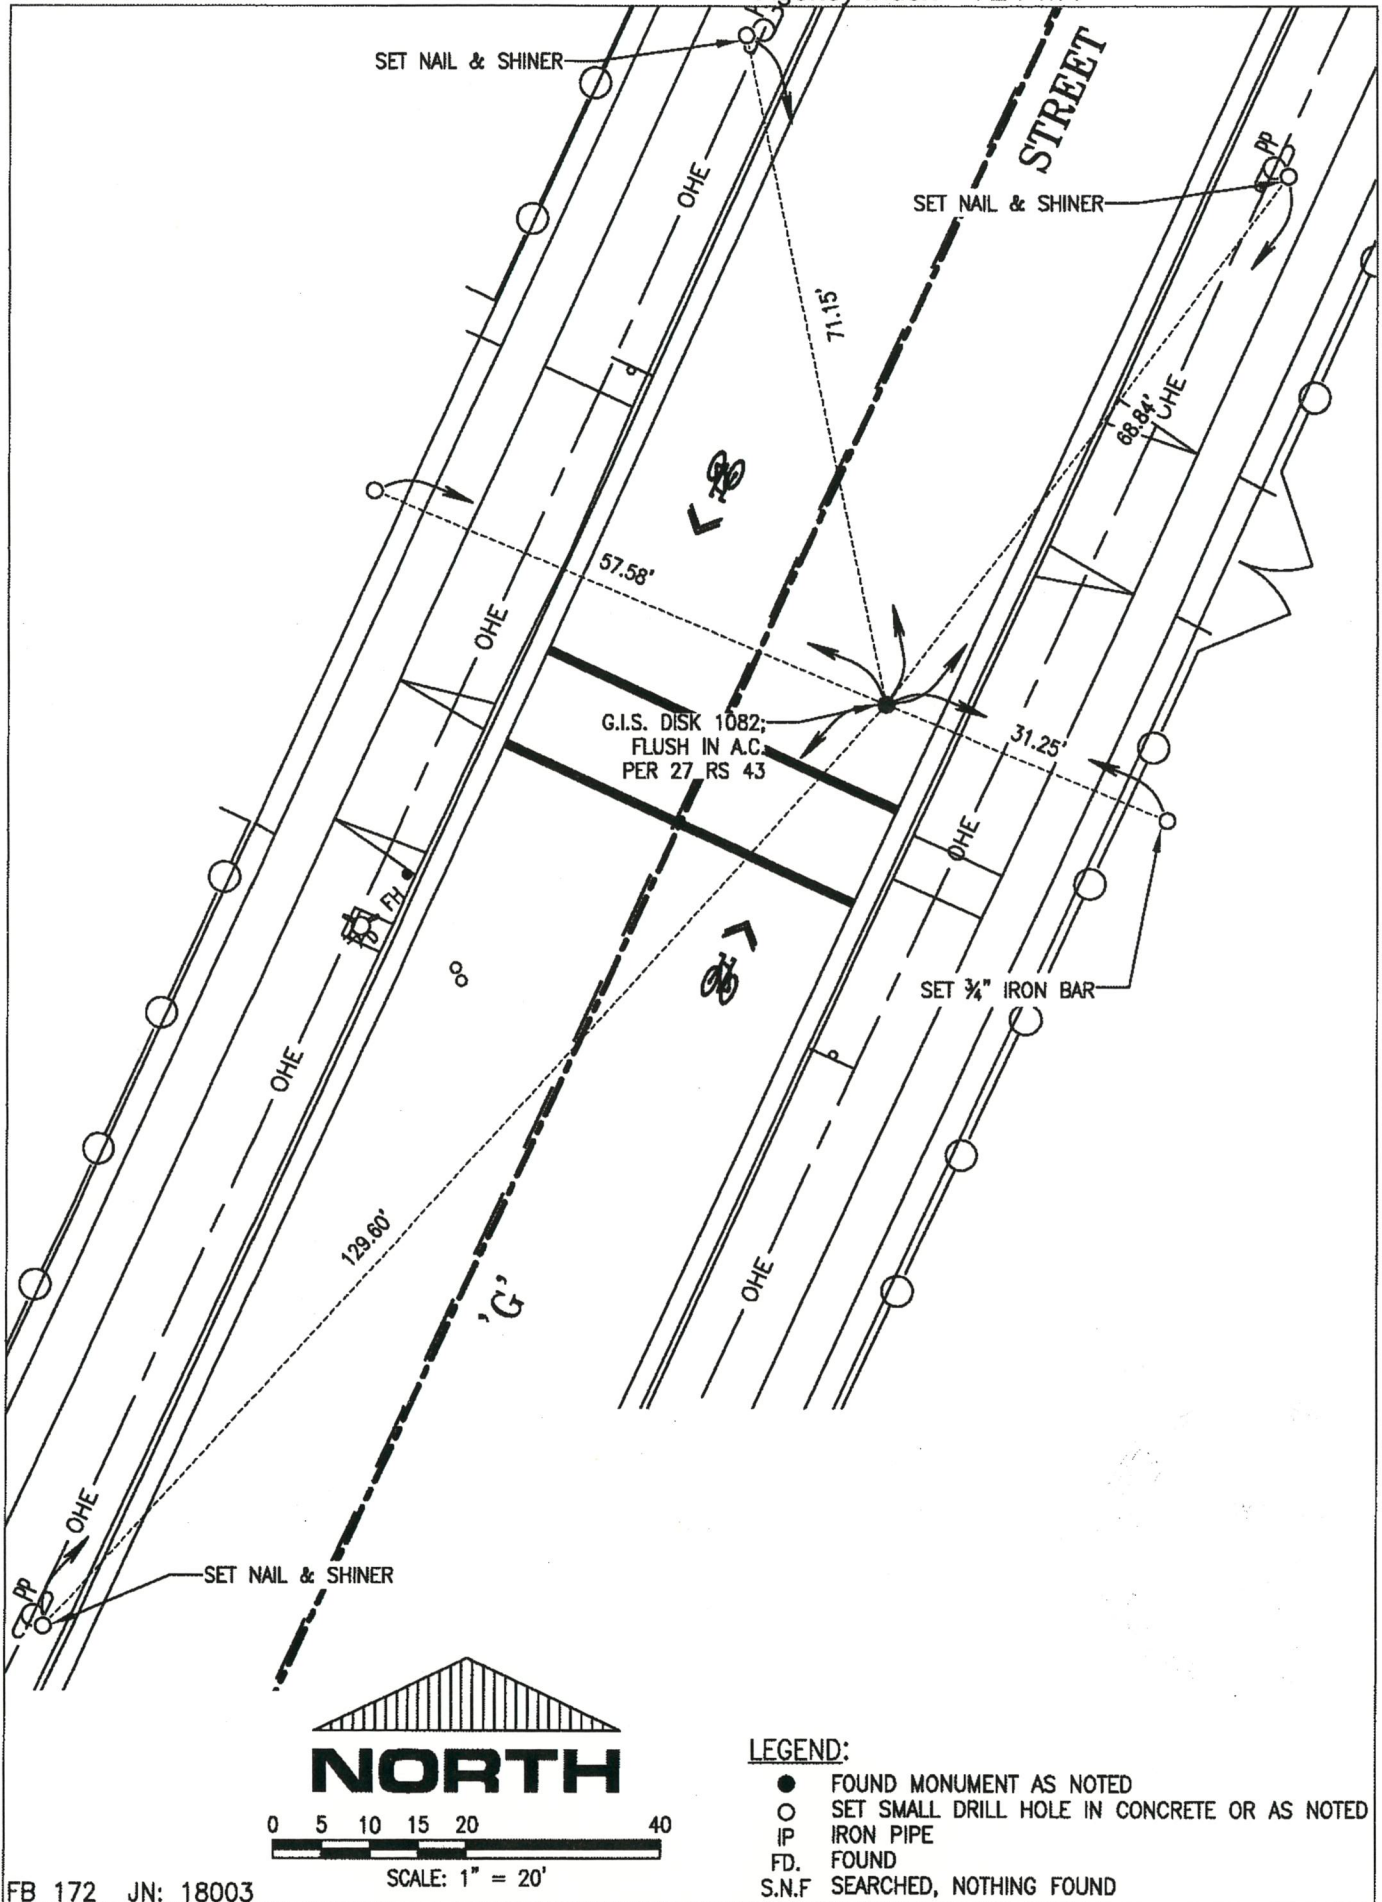 SET NAIL & SHINER
STREET
PP
SET NAIL & SHINER
OHE
71.15'
68.84'
OHE
57.58'
OHE
G.I.S. DISK 1082;
FLUSH IN A.C.
PER 27 RS 43
31.25'
OHE
FH
SET ¾" IRON BAR
OHE
129.60'
OHE
'G'
OHE
PP
SET NAIL & SHINER
NORTH
0 5 10 15 20 40
SCALE: 1" = 20'
LEGEND:
FOUND MONUMENT AS NOTED
SET SMALL DRILL HOLE IN CONCRETE OR AS NOTED
IP IRON PIPE
FD. FOUND
S.N.F SEARCHED, NOTHING FOUND
FB 172 JN: 18003